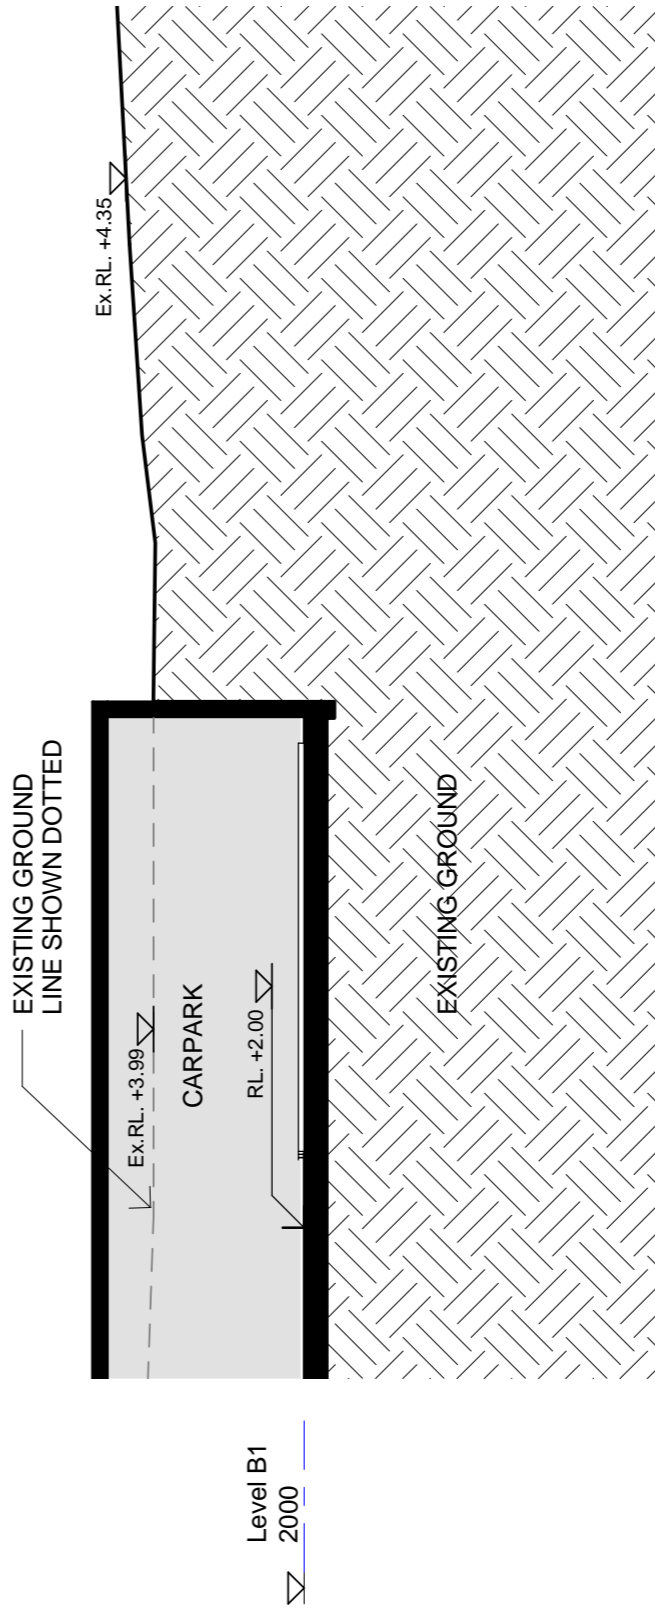 Ex.RL. +4.35
EXISTING GROUND
LINE SHOWN DOTTED
Ex.RL. +3.99
CARPARK
RL. +2.00
EXISTING GROUND
Level B1
2000